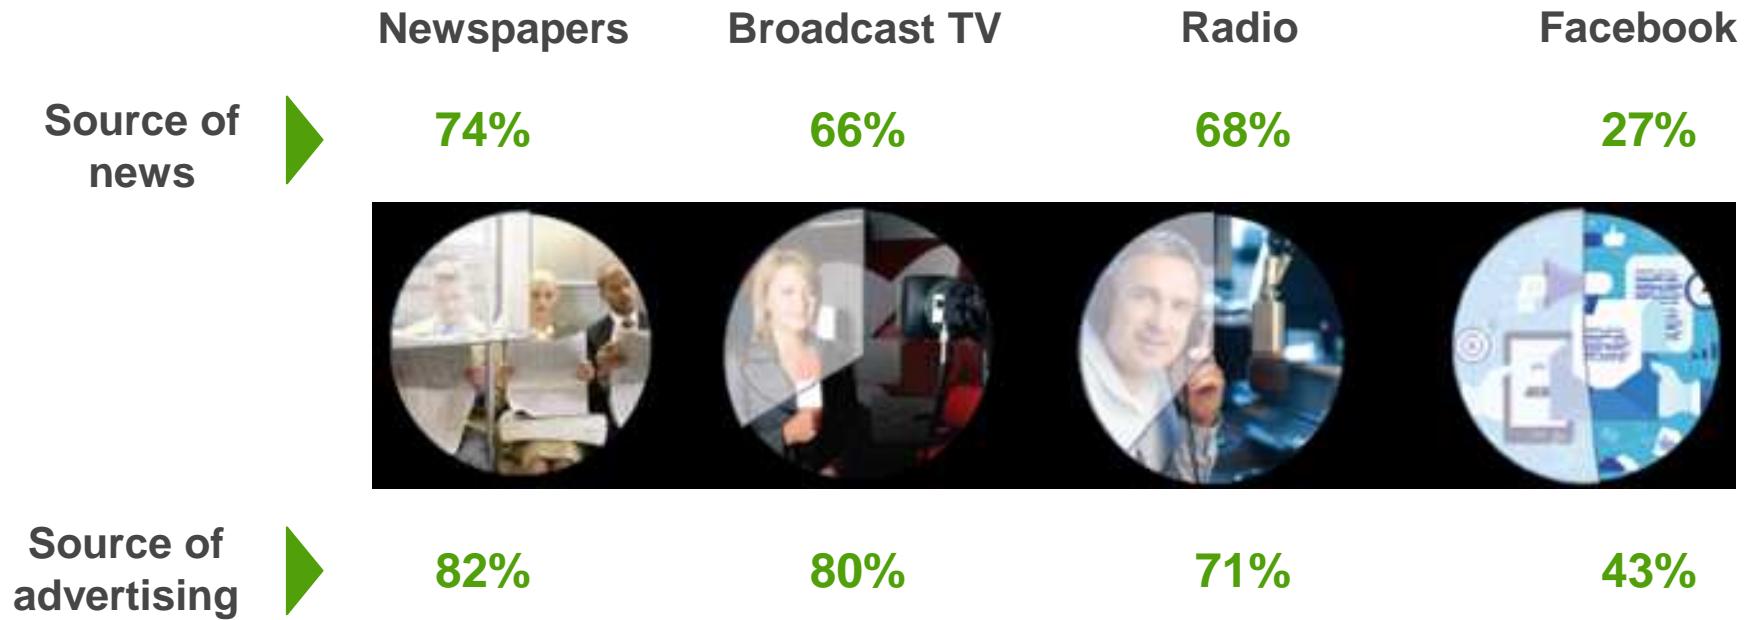 Newspapers Broadcast TV Radio Facebook
Source of
news
74% 66% 68% 27%
Source of
advertising
82% 80% 71% 43%